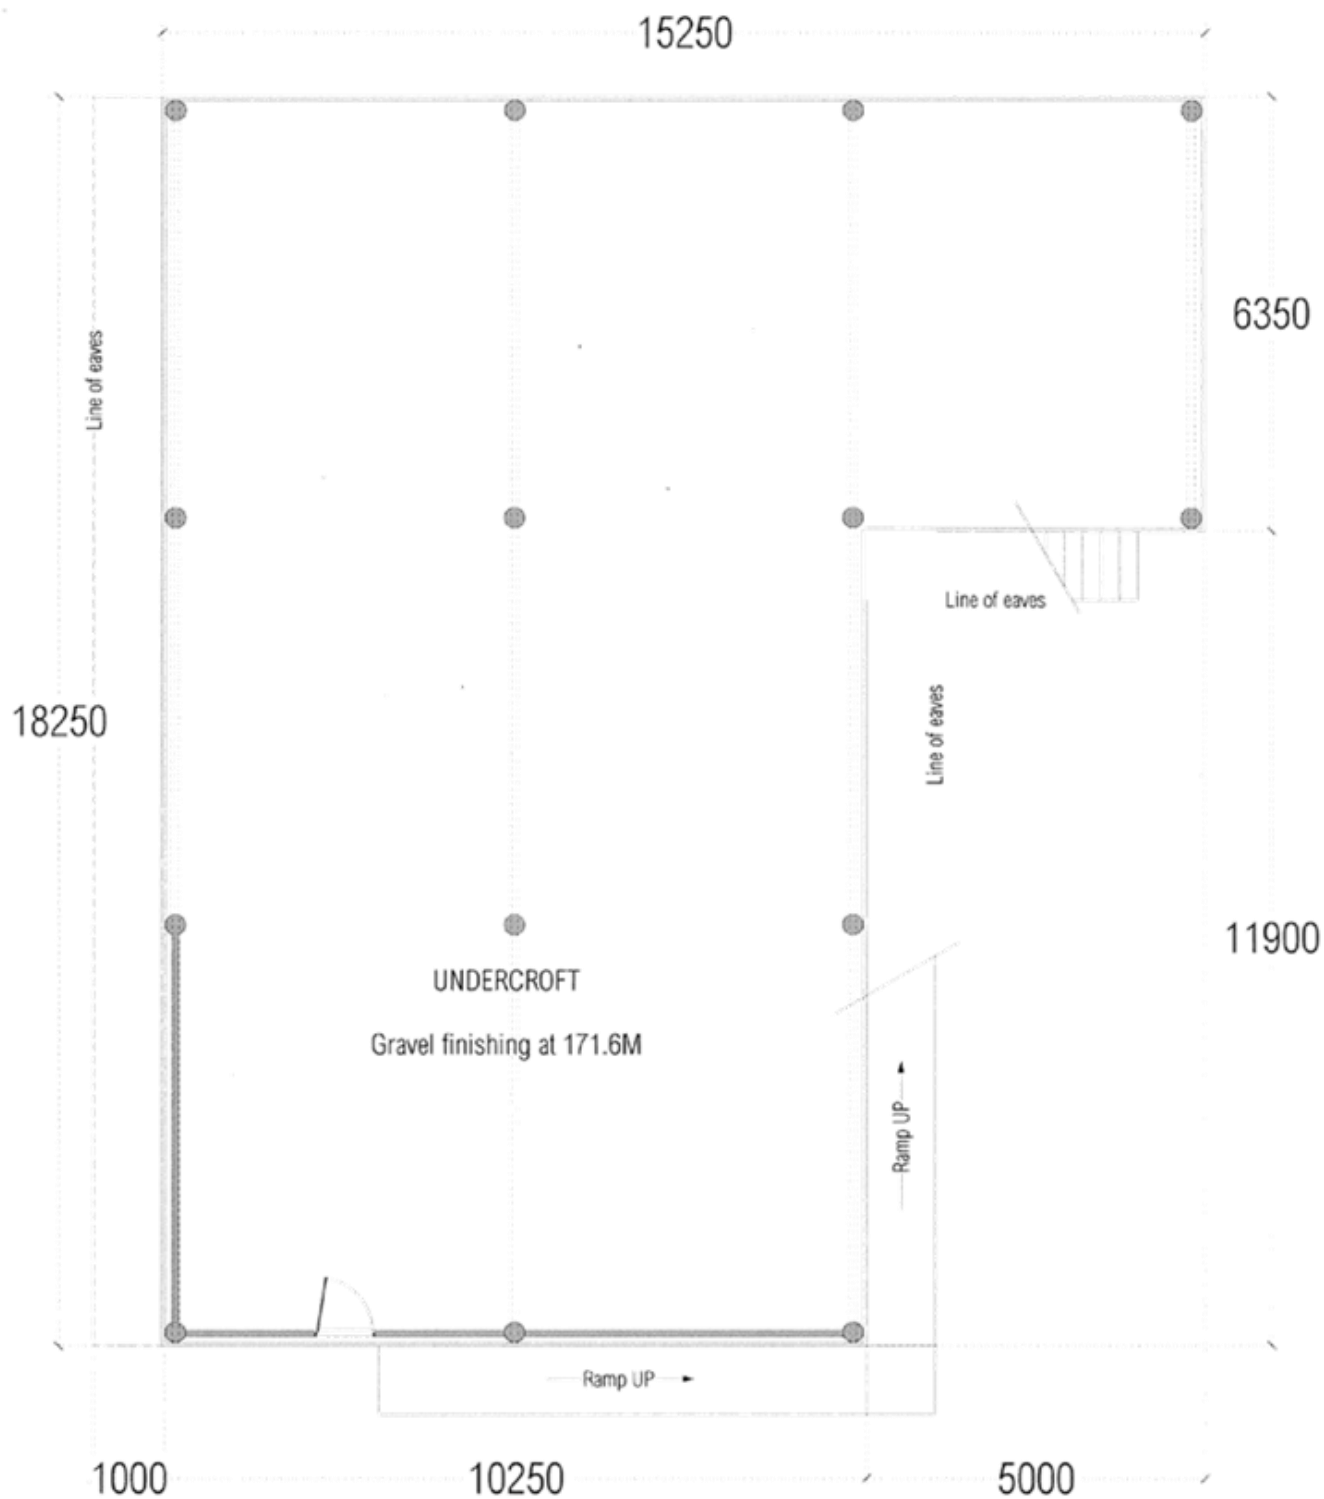 15250
6350
Line of eaves
Line of eaves
Line of eaves
18250
11900
UNDERCROFT
Gravel finishing at 171.6M
Ramp UP
Ramp UP
1000
10250
5000